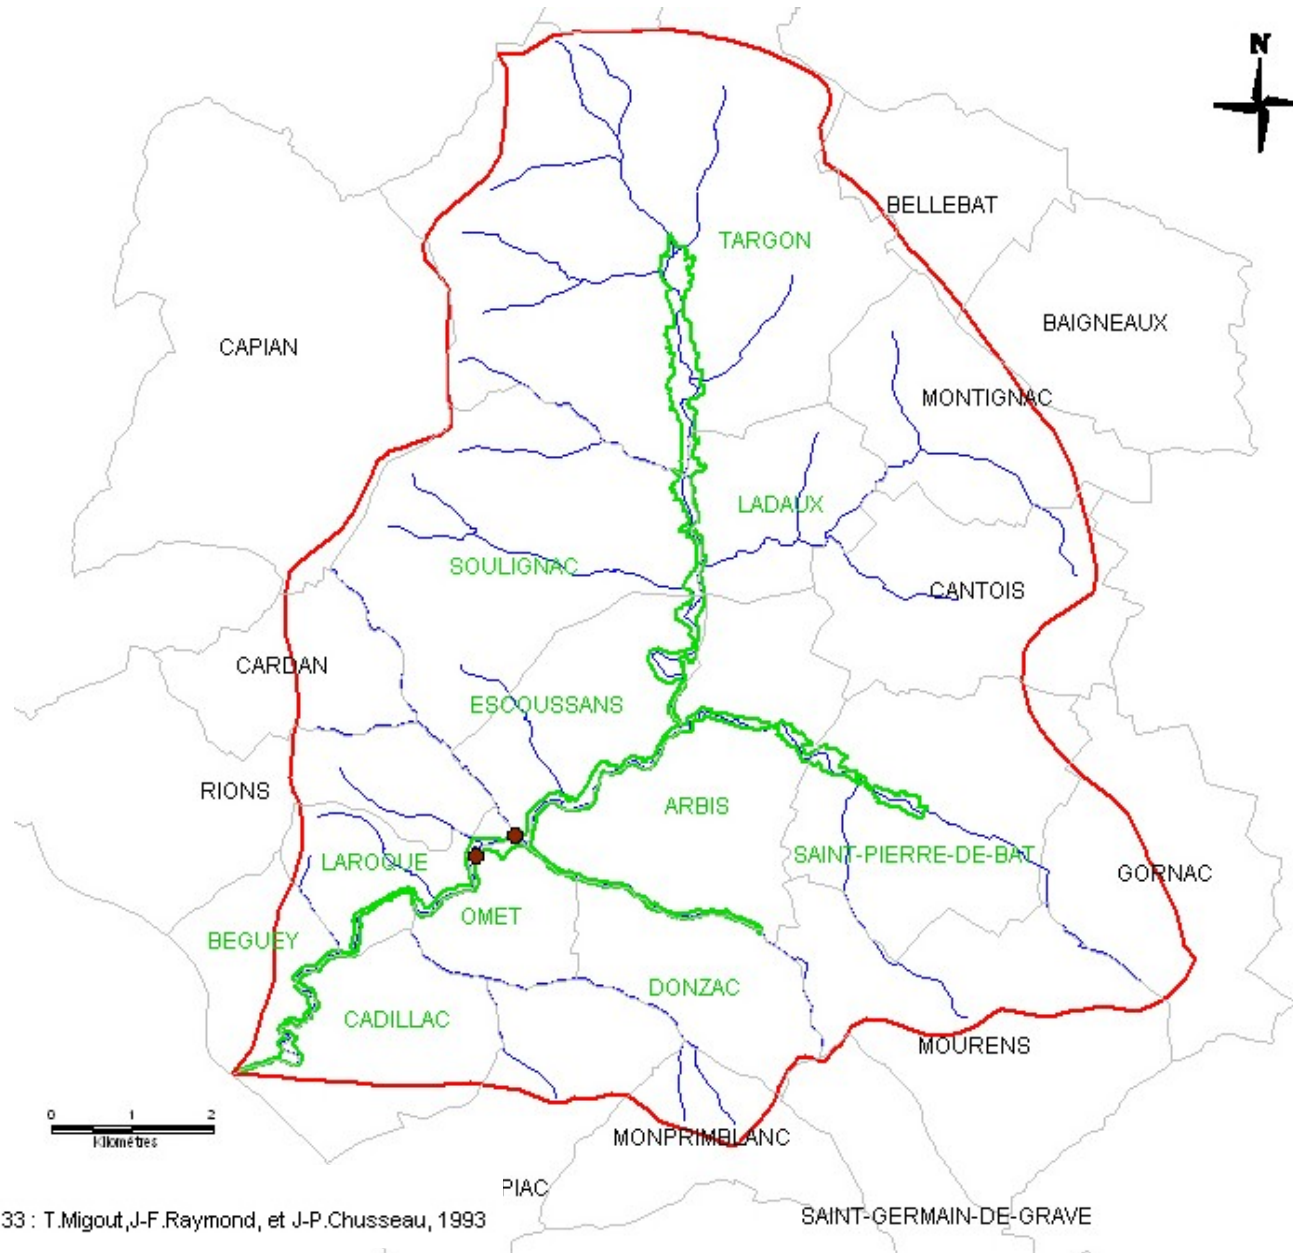 N
BELLEBAT
TARGON
BAIGNEAUX
CAPIAN
MONTIGNAC
LADAUX
SOULIGNAC
CANTOIS
CARDAN
ESCOUSSANS
RIONS
ARBIS
LAROQUE
SAINT-PIERRE-DE-BAT
GORNAC
OMET
BEGUEY
DONZAC
CADILLAC
MOURENS
0 1 2
Kilométres
MONPRIMBLANC
PIAC
SAINT-GERMAIN-DE-GRAVE
33 : T.Migout,J-F.Raymond, et J-P.Chusseau, 1993